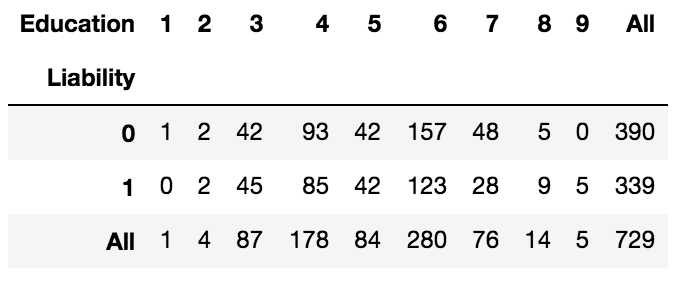 Education 1 2 3 4 5 6 7 8 9 All
Liability
0 1 2 42 93 42 157 48 5 0 390
1 0 2 45 85 42 123 28 9 5 339
All 1 4 87 178 84 280 76 14 5 729